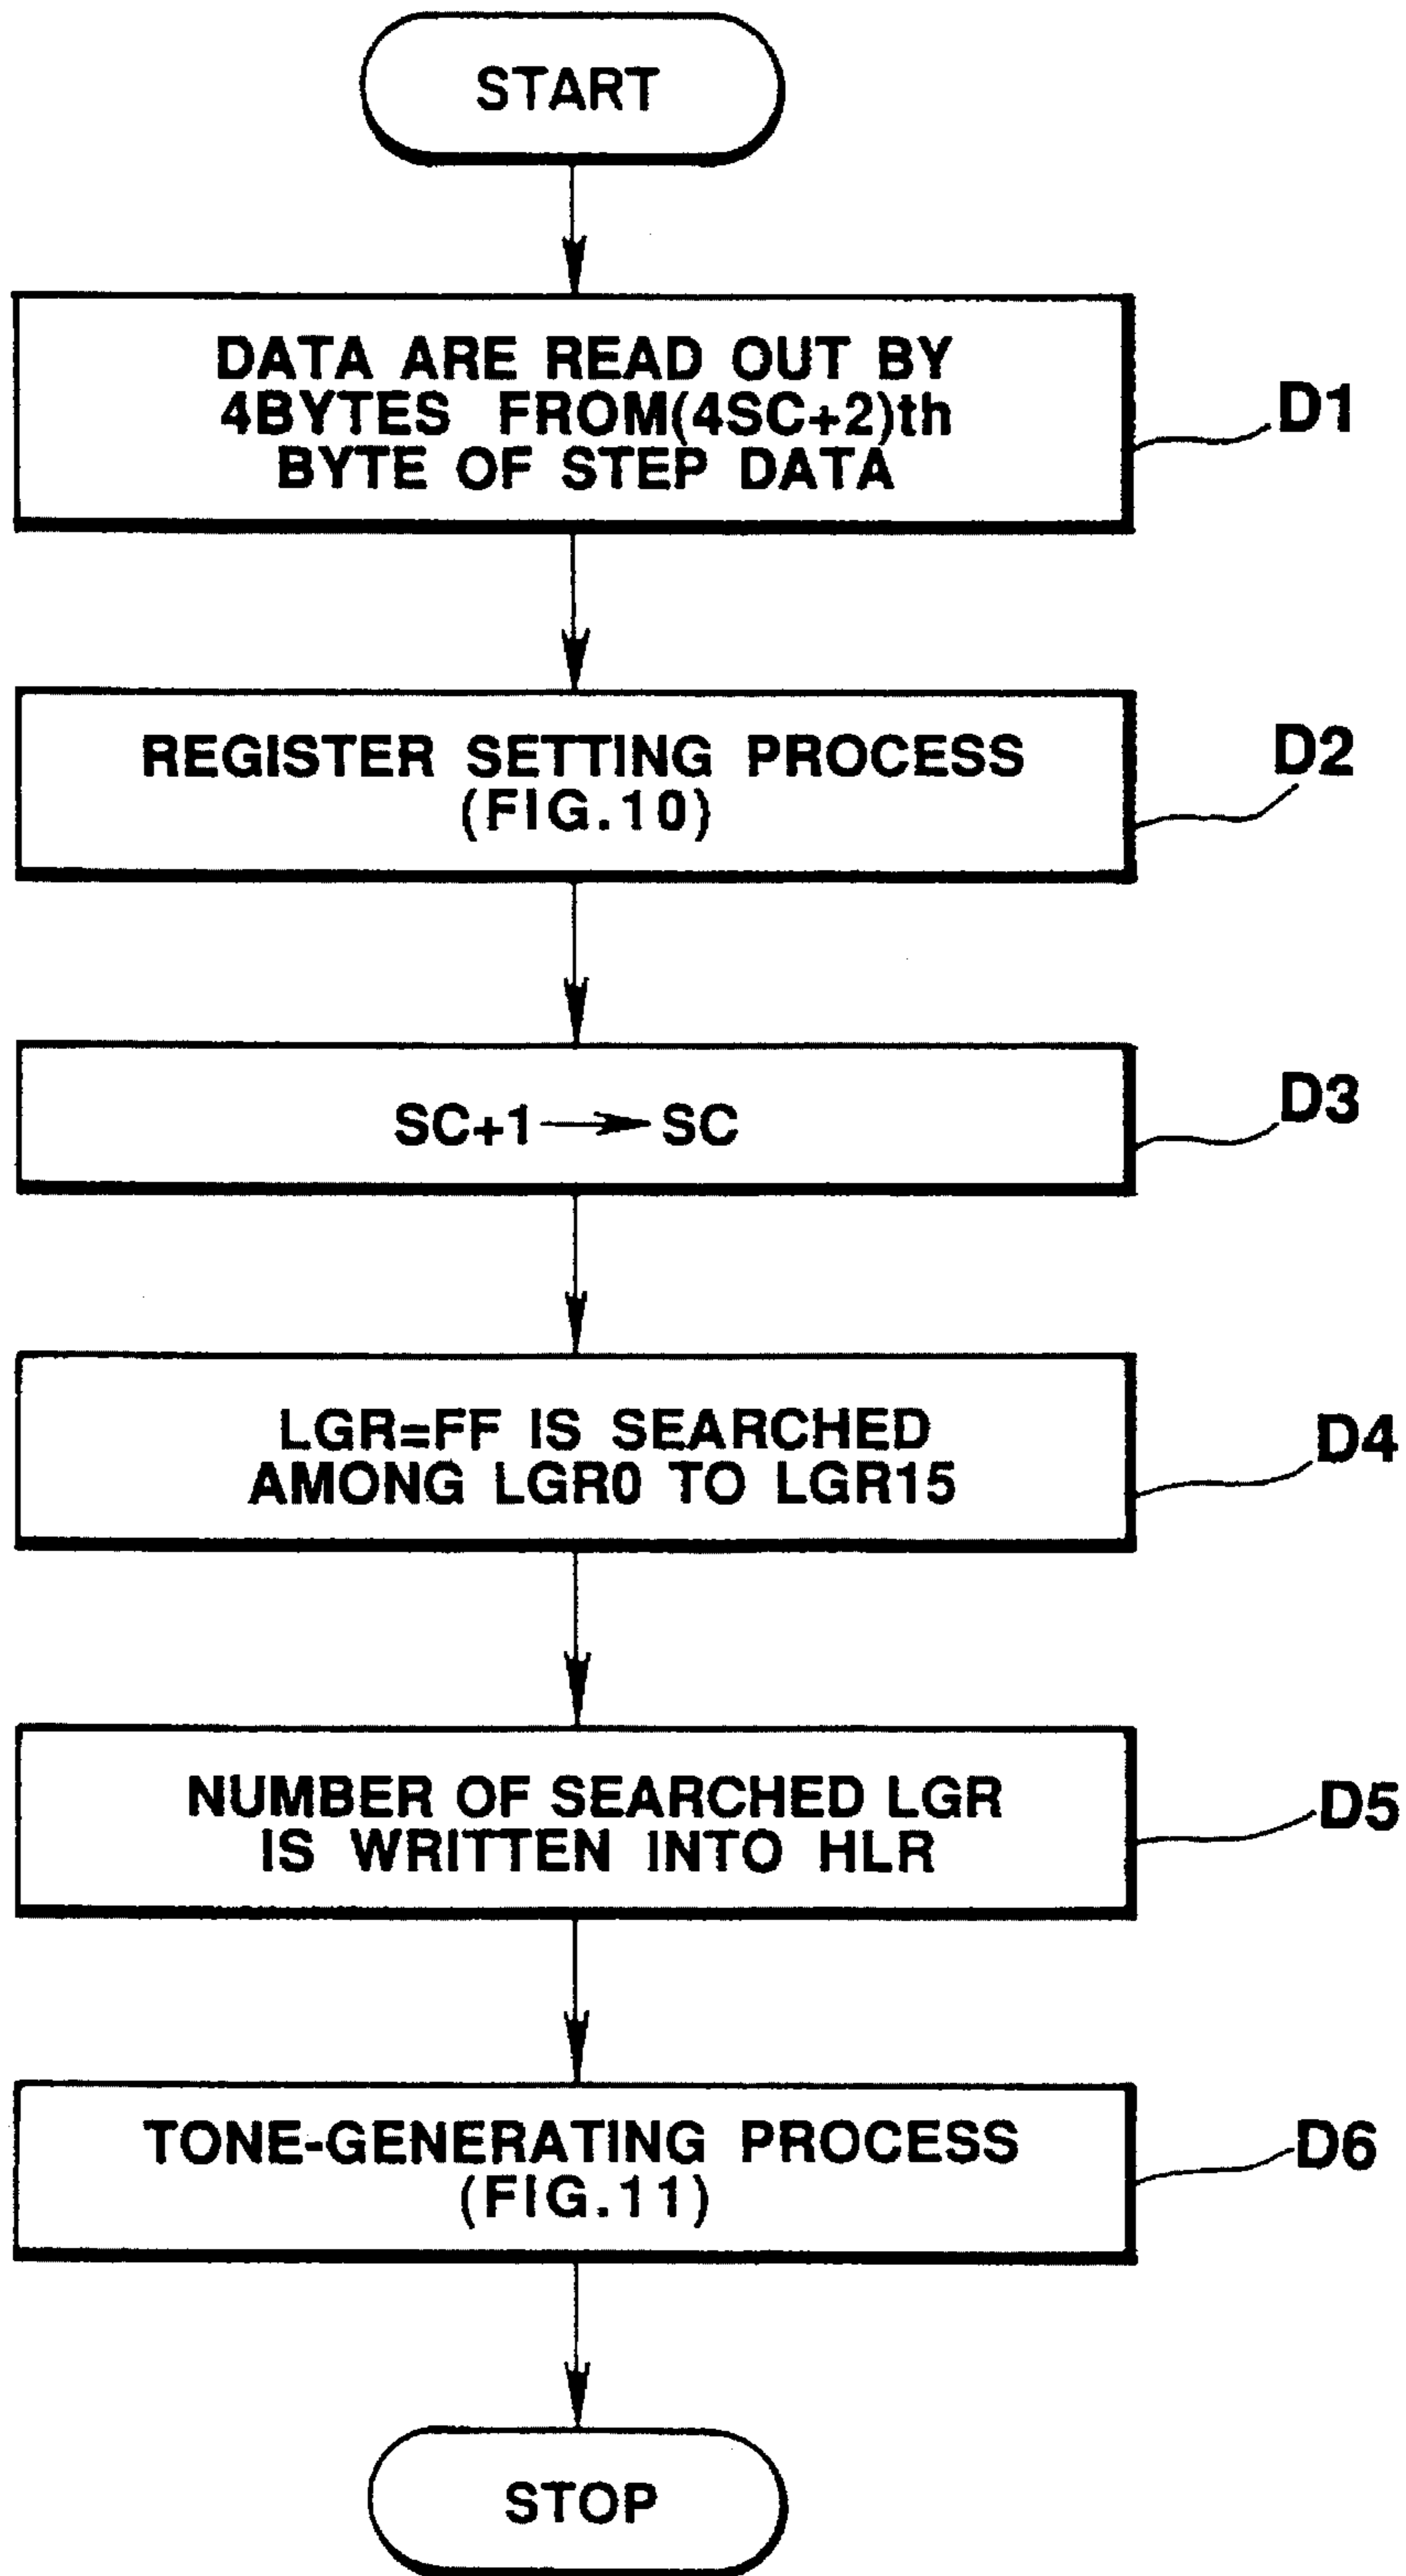 START
DATA ARE READ OUT BY
4BYTES FROM(4SC+2)th
BYTE OF STEP DATA
D1
REGISTER SETTING PROCESS
(FIG.10)
D2
SC+1→SC
D3
LGR=FF IS SEARCHED
AMONG LGR0 TO LGR15
D4
NUMBER OF SEARCHED LGR
IS WRITTEN INTO HLR
D5
TONE-GENERATING PROCESS
(FIG.11)
D6
STOP